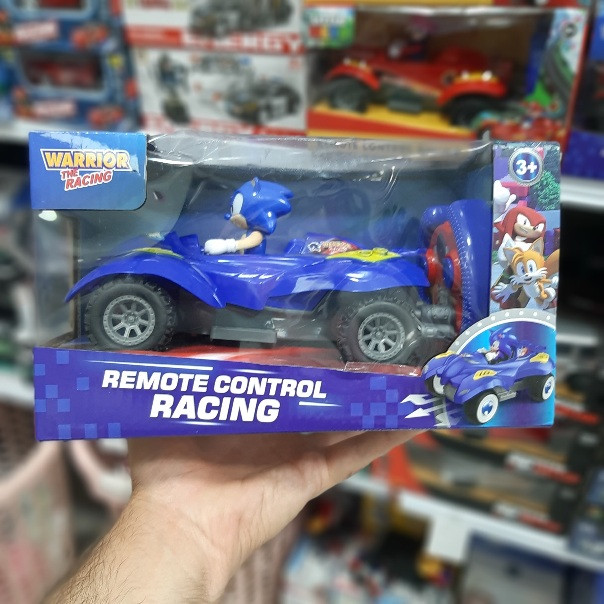 WARRIOR
THE
RACING
3+
REMOTE CONTROL
RACING